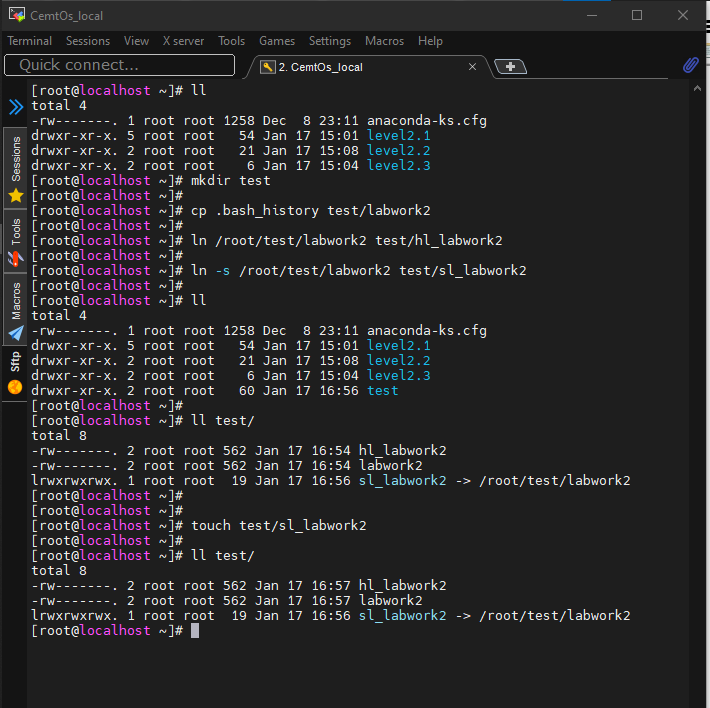 CemtOs_local
Terminal Sessions View X server Tools Games Settings Macros Help
Quick connect...
2. CemtOs_local
Sessions
Tools
Macros
Sftp
[root@localhost ~]# ll
total 4
-rw-------. 1 root root 1258 Dec  8 23:11 anaconda-ks.cfg
drwxr-xr-x. 5 root root   54 Jan 17 15:01 level2.1
drwxr-xr-x. 2 root root   21 Jan 17 15:08 level2.2
drwxr-xr-x. 2 root root    6 Jan 17 15:04 level2.3
[root@localhost ~]# mkdir test
[root@localhost ~]#
[root@localhost ~]# cp .bash_history test/labwork2
[root@localhost ~]#
[root@localhost ~]# ln /root/test/labwork2 test/hl_labwork2
[root@localhost ~]#
[root@localhost ~]# ln -s /root/test/labwork2 test/sl_labwork2
[root@localhost ~]#
[root@localhost ~]# ll
total 4
-rw-------. 1 root root 1258 Dec  8 23:11 anaconda-ks.cfg
drwxr-xr-x. 5 root root   54 Jan 17 15:01 level2.1
drwxr-xr-x. 2 root root   21 Jan 17 15:08 level2.2
drwxr-xr-x. 2 root root    6 Jan 17 15:04 level2.3
drwxr-xr-x. 2 root root   60 Jan 17 16:56 test
[root@localhost ~]#
[root@localhost ~]# ll test/
total 8
-rw-------. 2 root root 562 Jan 17 16:54 hl_labwork2
-rw-------. 2 root root 562 Jan 17 16:54 labwork2
lrwxrwxrwx. 1 root root  19 Jan 17 16:56 sl_labwork2 -> /root/test/labwork2
[root@localhost ~]#
[root@localhost ~]#
[root@localhost ~]# touch test/sl_labwork2
[root@localhost ~]#
[root@localhost ~]# ll test/
total 8
-rw-------. 2 root root 562 Jan 17 16:57 hl_labwork2
-rw-------. 2 root root 562 Jan 17 16:57 labwork2
lrwxrwxrwx. 1 root root  19 Jan 17 16:56 sl_labwork2 -> /root/test/labwork2
[root@localhost ~]#